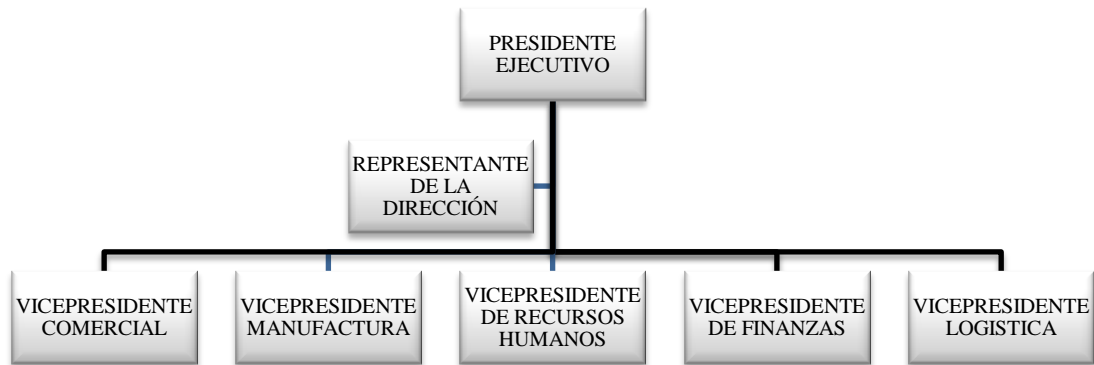 PRESIDENTE
EJECUTIVO
REPRESENTANTE
DE LA
DIRECCIÓN
VICEPRESIDENTE
COMERCIAL
VICEPRESIDENTE
MANUFACTURA
VICEPRESIDENTE
DE RECURSOS
HUMANOS
VICEPRESIDENTE
DE FINANZAS
VICEPRESIDENTE
LOGISTICA